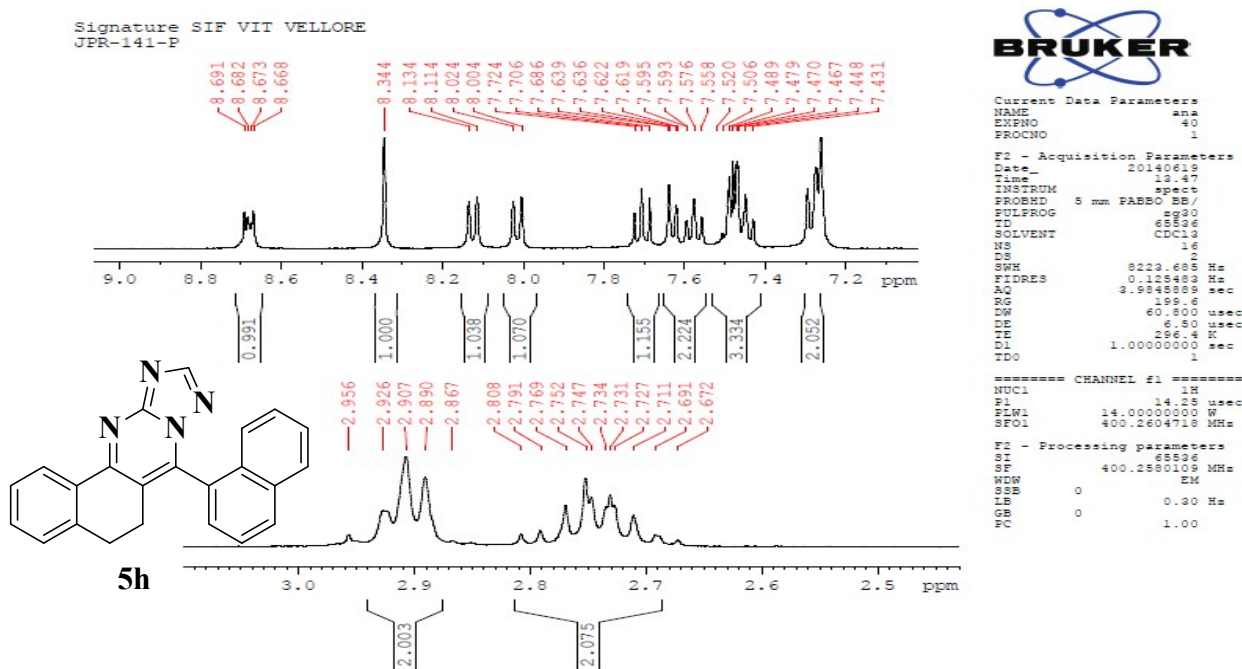 Signature SIF VIT VELLORE
JPR-141-P
8.691
8.682
8.673
8.668
8.344
8.134
8.114
8.024
8.004
7.724
7.706
7.686
7.639
7.636
7.622
7.619
7.595
7.593
7.576
7.558
7.520
7.506
7.489
7.479
7.470
7.467
7.448
7.431
9.0 8.8 8.6 8.4 8.2 8.0 7.8 7.6 7.4 7.2 ppm
0.991
1.000
1.038
1.070
1.155
2.224
3.334
2.052
2.956
2.926
2.907
2.890
2.867
2.808
2.791
2.769
2.752
2.747
2.734
2.731
2.727
2.711
2.691
2.672
N
N
N
N
5h
3.0 2.9 2.8 2.7 2.6 2.5 ppm
2.003
2.075
BRUKER
Current Data Parameters
NAME ana
EXPNO 40
PROCNO 1
F2 - Acquisition Parameters
Date_ 20140619
Time 13.47
INSTRUM spect
PROBHD 5 mm PABBO BB/
PULPROG zg30
TD 65536
SOLVENT CDCl3
NS 16
DS 2
SWH 8223.685 Hz
FIDRES 0.125483 Hz
AQ 3.9845889 sec
RG 199.6
DW 60.800 usec
DE 6.50 usec
TE 296.4 K
D1 1.00000000 sec
TD0 1
======== CHANNEL f1 ========
NUC1 1H
P1 14.25 usec
PLW1 14.00000000 W
SFO1 400.2604718 MHz
F2 - Processing parameters
SI 65536
SF 400.2580109 MHz
WDW EM
SSB 0
LB 0.30 Hz
GB 0
PC 1.00